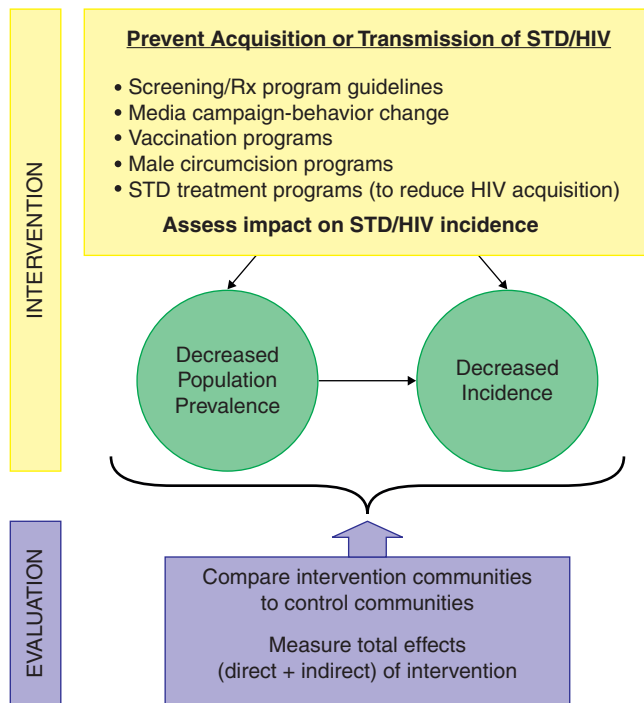 INTERVENTION
Prevent Acquisition or Transmission of STD/HIV
• Screening/Rx program guidelines
• Media campaign-behavior change
• Vaccination programs
• Male circumcision programs
• STD treatment programs (to reduce HIV acquisition)
Assess impact on STD/HIV incidence
Decreased
Population
Prevalence
Decreased
Incidence
EVALUATION
Compare intervention communities
to control communities
Measure total effects
(direct + indirect) of intervention